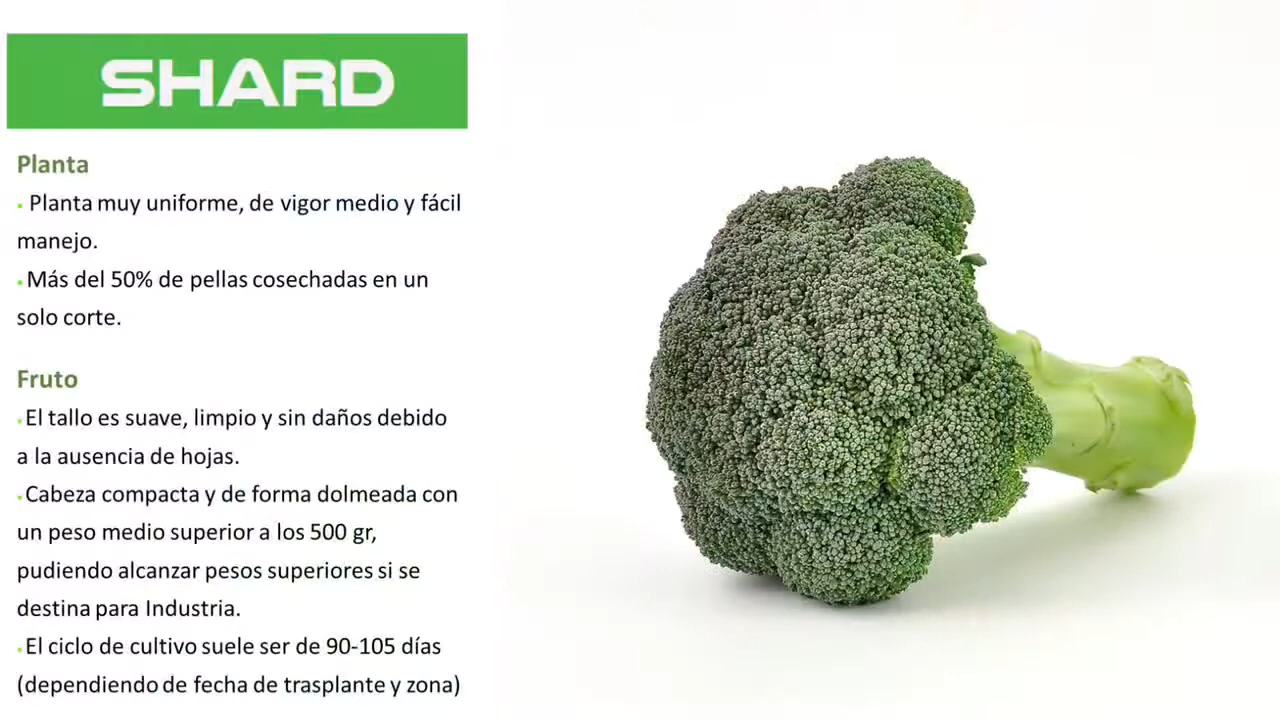 SHARD
Planta
• Planta muy uniforme, de vigor medio y fácil
manejo.
• Más del 50% de pellas cosechadas en un
solo corte.
Fruto
• El tallo es suave, limpio y sin daños debido
a la ausencia de hojas.
• Cabeza compacta y de forma dolmeada con
un peso medio superior a los 500 gr,
pudiendo alcanzar pesos superiores si se
destina para Industria.
• El ciclo de cultivo suele ser de 90-105 días
(dependiendo de fecha de trasplante y zona)